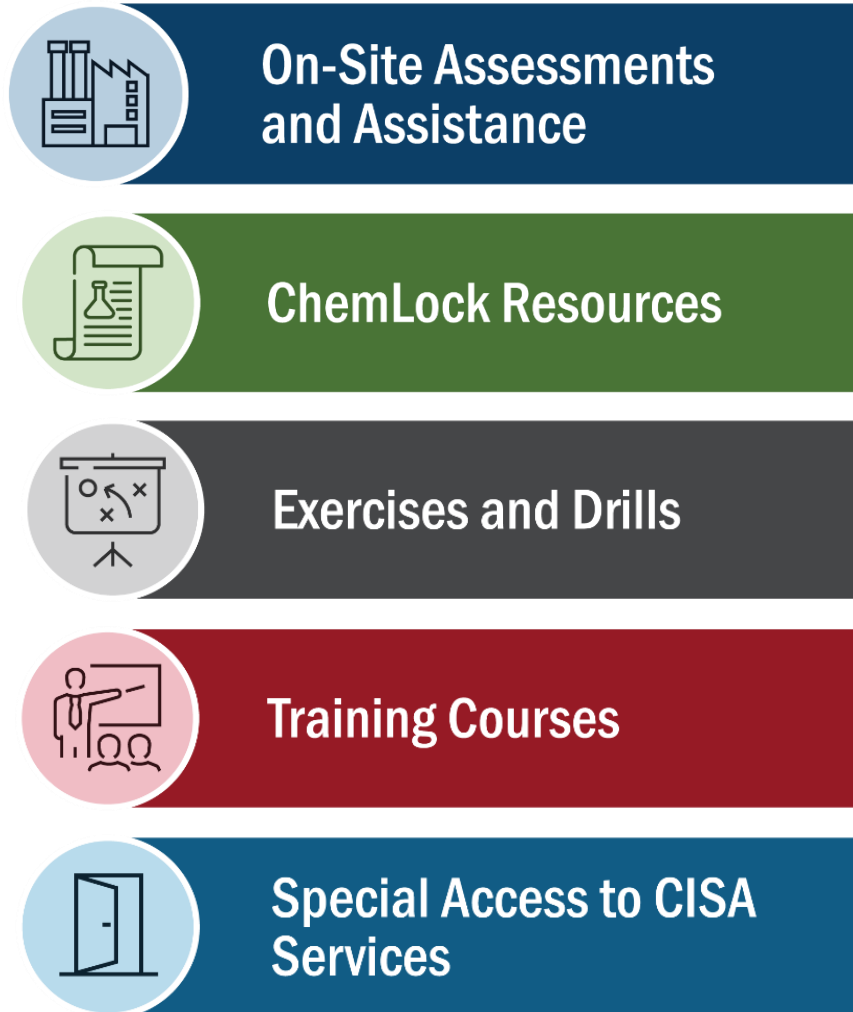 On-Site Assessments
and Assistance
ChemLock Resources
Exercises and Drills
Training Courses
Special Access to CISA
Services